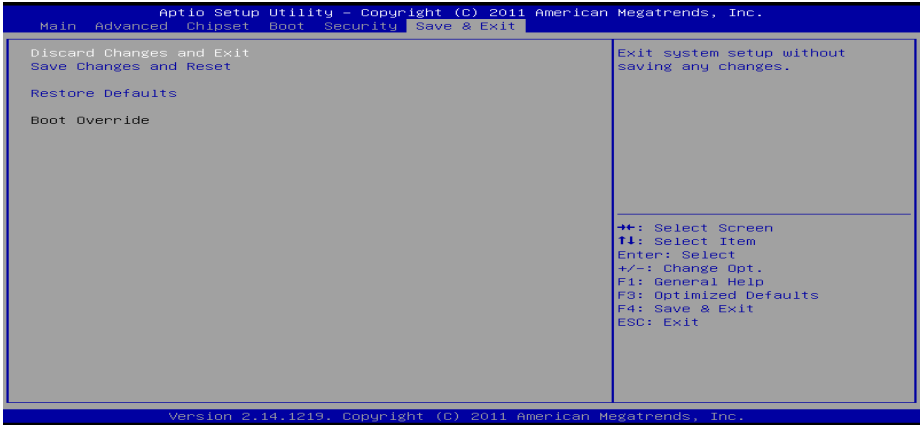 Aptio Setup Utility – Copyright (C) 2011 American Megatrends, Inc.
Main Advanced Chipset Boot Security Save & Exit
Discard Changes and Exit
Save Changes and Reset
Restore Defaults
Boot Override
Exit system setup without
saving any changes.
→←: Select Screen
↑↓: Select Item
Enter: Select
+/-: Change Opt.
F1: General Help
F3: Optimized Defaults
F4: Save & Exit
ESC: Exit
Version 2.14.1219. Copyright (C) 2011 American Megatrends, Inc.